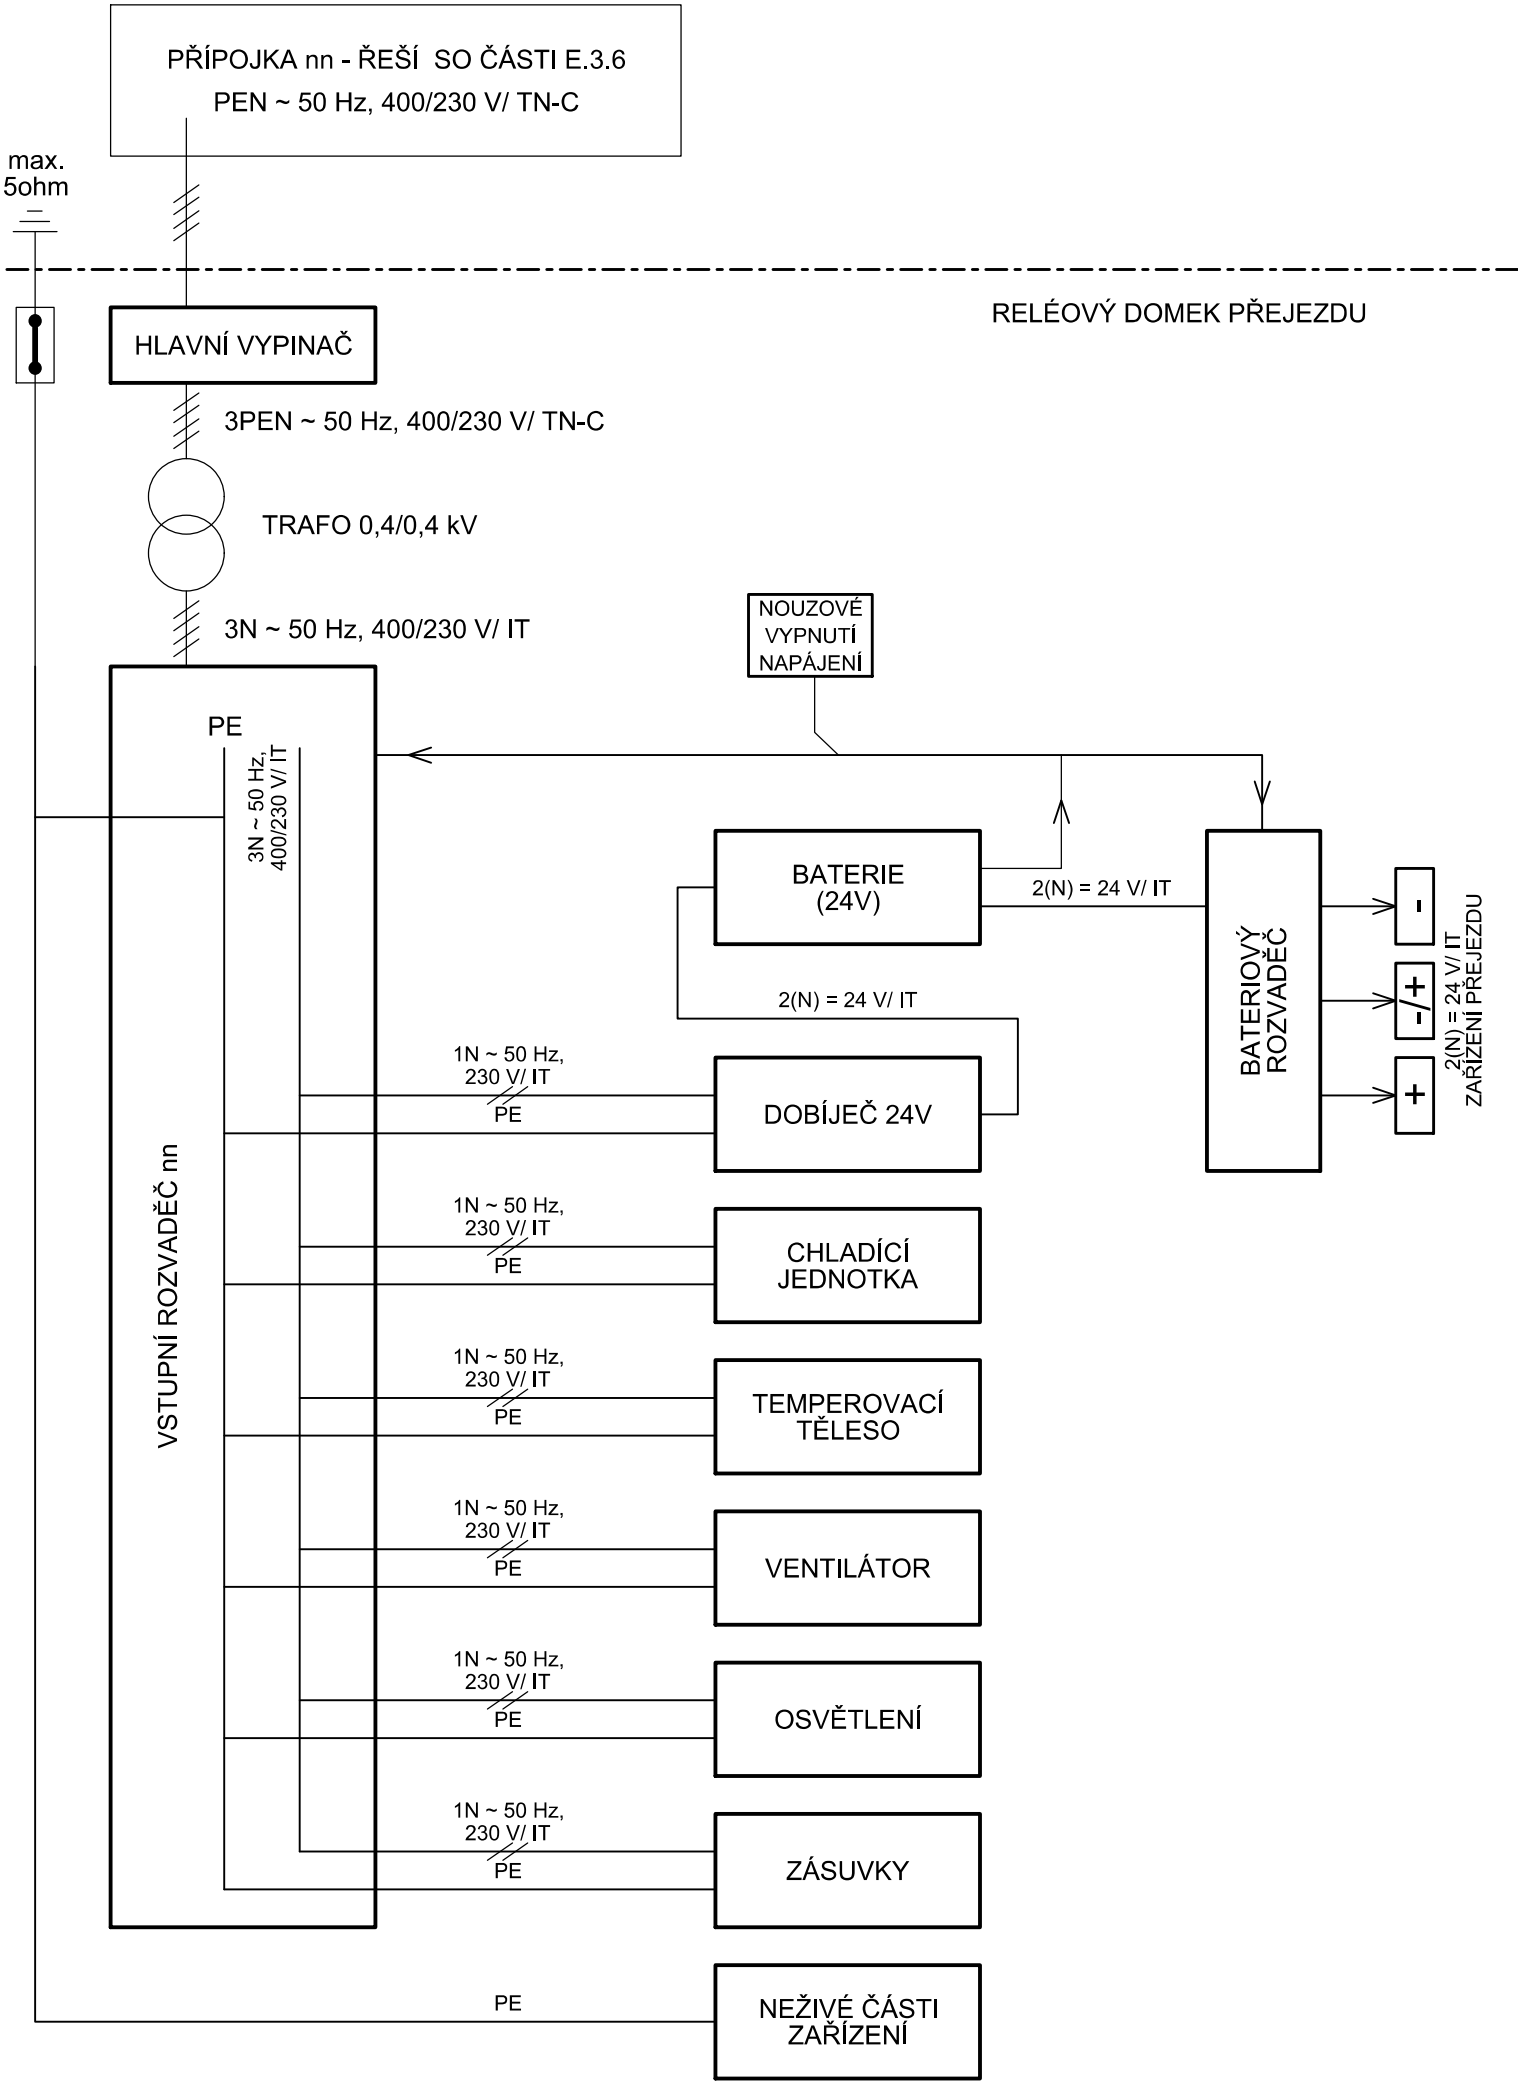 PŘÍPOJKA nn - ŘEŠÍ SO ČÁSTI E.3.6
PEN ~ 50 Hz, 400/230 V/ TN-C
max.
5ohm
RELÉOVÝ DOMEK PŘEJEZDU
HLAVNÍ VYPINAČ
3PEN ~ 50 Hz, 400/230 V/ TN-C
TRAFO 0,4/0,4 kV
3N ~ 50 Hz, 400/230 V/ IT
NOUZOVÉ
VYPNUTÍ
NAPÁJENÍ
PE
3N ~ 50 Hz,
400/230 V/ IT
VSTUPNÍ ROZVADĚČ nn
BATERIE
(24V)
2(N) = 24 V/ IT
2(N) = 24 V/ IT
BATERIOVÝ
ROZVADĚČ
-
-/+
+
2(N) = 24 V/ IT
ZAŘÍZENÍ PŘEJEZDU
1N ~ 50 Hz,
230 V/ IT
PE
DOBÍJEČ 24V
1N ~ 50 Hz,
230 V/ IT
PE
CHLADÍCÍ
JEDNOTKA
1N ~ 50 Hz,
230 V/ IT
PE
TEMPEROVACÍ
TĚLESO
1N ~ 50 Hz,
230 V/ IT
PE
VENTILÁTOR
1N ~ 50 Hz,
230 V/ IT
PE
OSVĚTLENÍ
1N ~ 50 Hz,
230 V/ IT
PE
ZÁSUVKY
PE
NEŽIVÉ ČÁSTI
ZAŘÍZENÍ